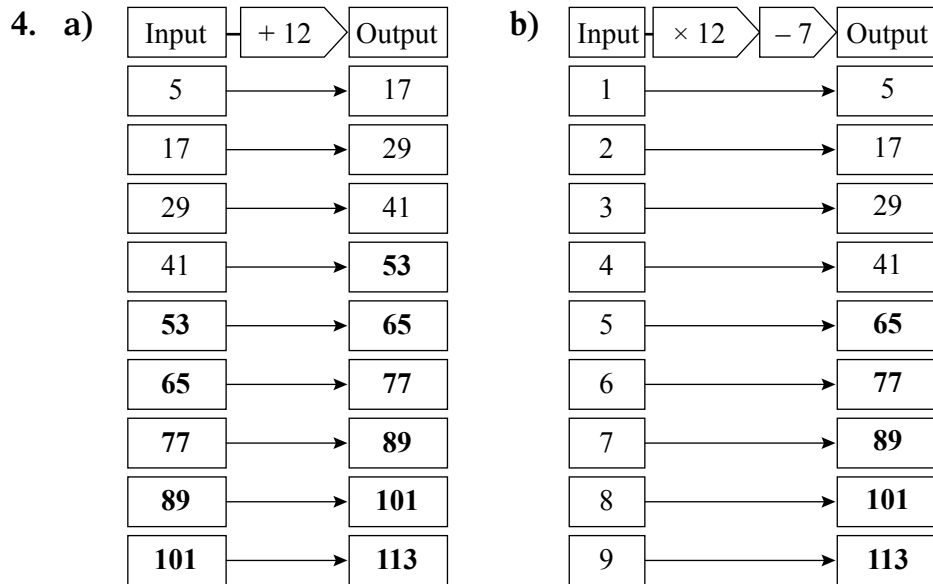 4. a) Input + 12 Output b) Input × 12 – 7 Output
5 17 1 5
17 29 2 17
29 41 3 29
41 53 4 41
53 65 5 65
65 77 6 77
77 89 7 89
89 101 8 101
101 113 9 113